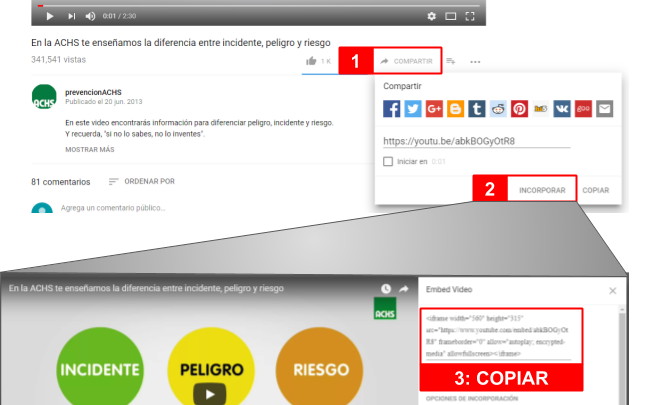 0:01 / 2:30
En la ACHS te enseñamos la diferencia entre incidente, peligro y riesgo
341,541 vistas
1 K
1
COMPARTIR
Compartir
prevencionACHS
Publicado el 20 jun. 2013
ACHS
En este video encontrarás información para diferenciar peligro, incidente y riesgo.
Y recuerda, "si no lo sabes, no lo inventes".
MOSTRAR MÁS
G+
B
t
goo
https://youtu.be/abkBOGyOtR8
Iniciar en 0:01
81 comentarios
ORDENAR POR
2
INCORPORAR
COPIAR
Agrega un comentario público...
En la ACHS te enseñamos la diferencia entre incidente, peligro y riesgo
ACHS
Embed Video
<iframe width="560" height="315"
src="https://www.youtube.com/embed/abkBOGyOt
R8" frameborder="0" allow="autoplay; encrypted-
media" allowfullscreen></iframe>
INCIDENTE
PELIGRO
RIESGO
3: COPIAR
OPCIONES DE INCORPORACIÓN